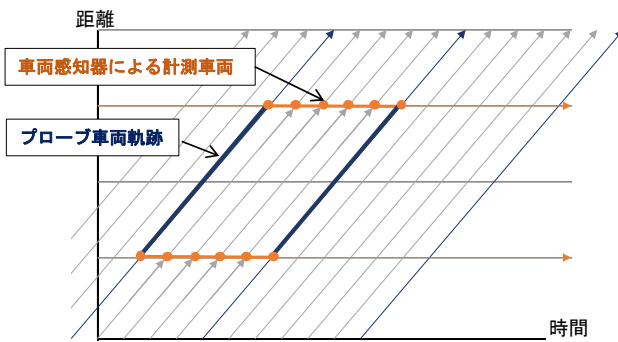 距離
車両感知器による計測車両
プローブ車両軌跡
時間